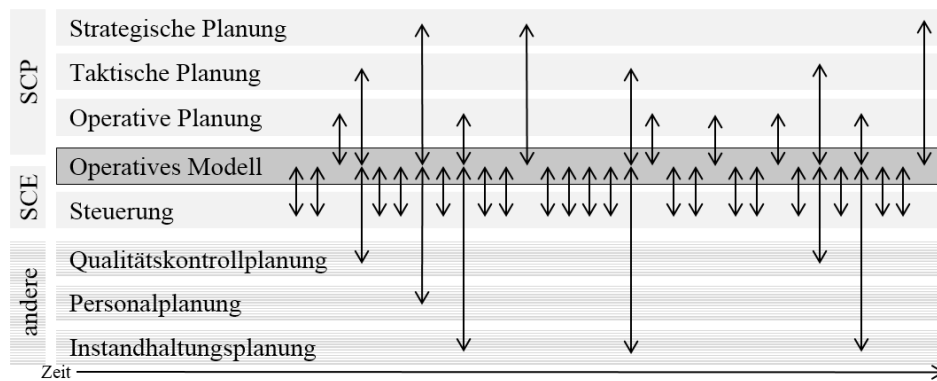 SCP
Strategische Planung
Taktische Planung
Operative Planung
Operatives Modell
SCE
Steuerung
andere
Qualitätskontrollplanung
Personalplanung
Instandhaltungsplanung
Zeit